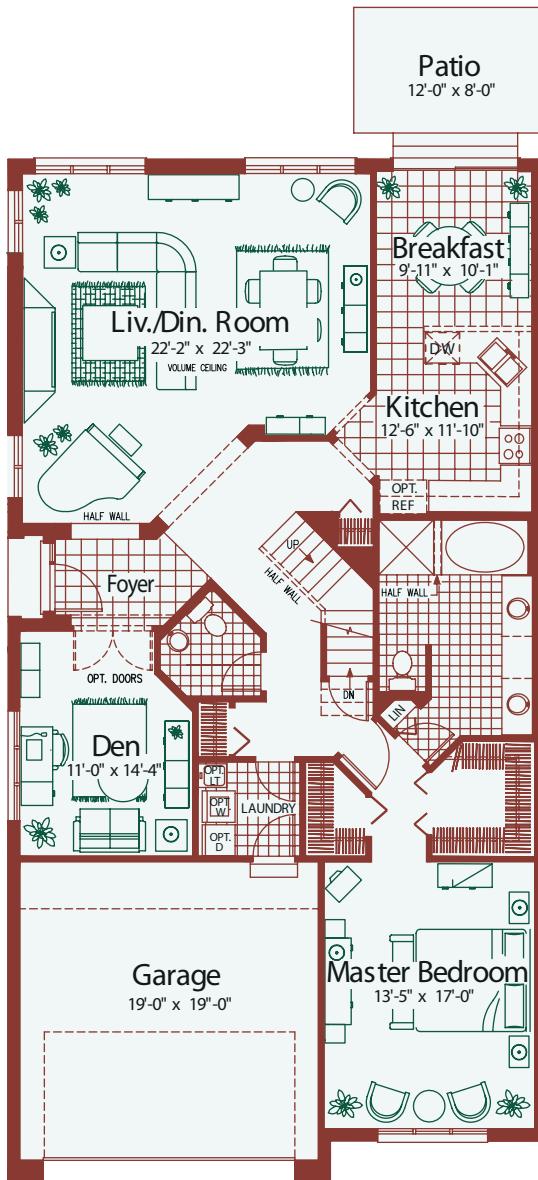 Patio
12'-0" x 8'-0"
Breakfast
9'-11" x 10'-1"
Liv./Din. Room
22'-2" x 22'-3"
VOLUME CEILING
DW
Kitchen
12'-6" x 11'-10"
OPT.
REF
HALF WALL
UP
HALF WALL
HALF WALL
Foyer
OPT. DOORS
DN
LIN
Den
11'-0" x 14'-4"
OPT.
LT
OPT
W
LAUNDRY
OPT.
D
Garage
19'-0" x 19"-0"
Master Bedroom
13'-5" x 17'-0"